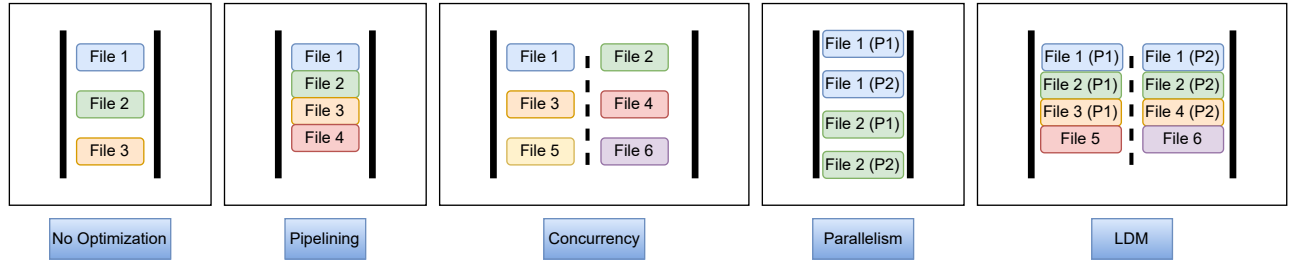 File 1
File 2
File 3
No Optimization
File 1
File 2
File 3
File 4
Pipelining
File 1
File 2
File 3
File 4
File 5
File 6
Concurrency
File 1 (P1)
File 1 (P2)
File 2 (P1)
File 2 (P2)
Parallelism
File 1 (P1)
File 1 (P2)
File 2 (P1)
File 2 (P2)
File 3 (P1)
File 4 (P2)
File 5
File 6
LDM